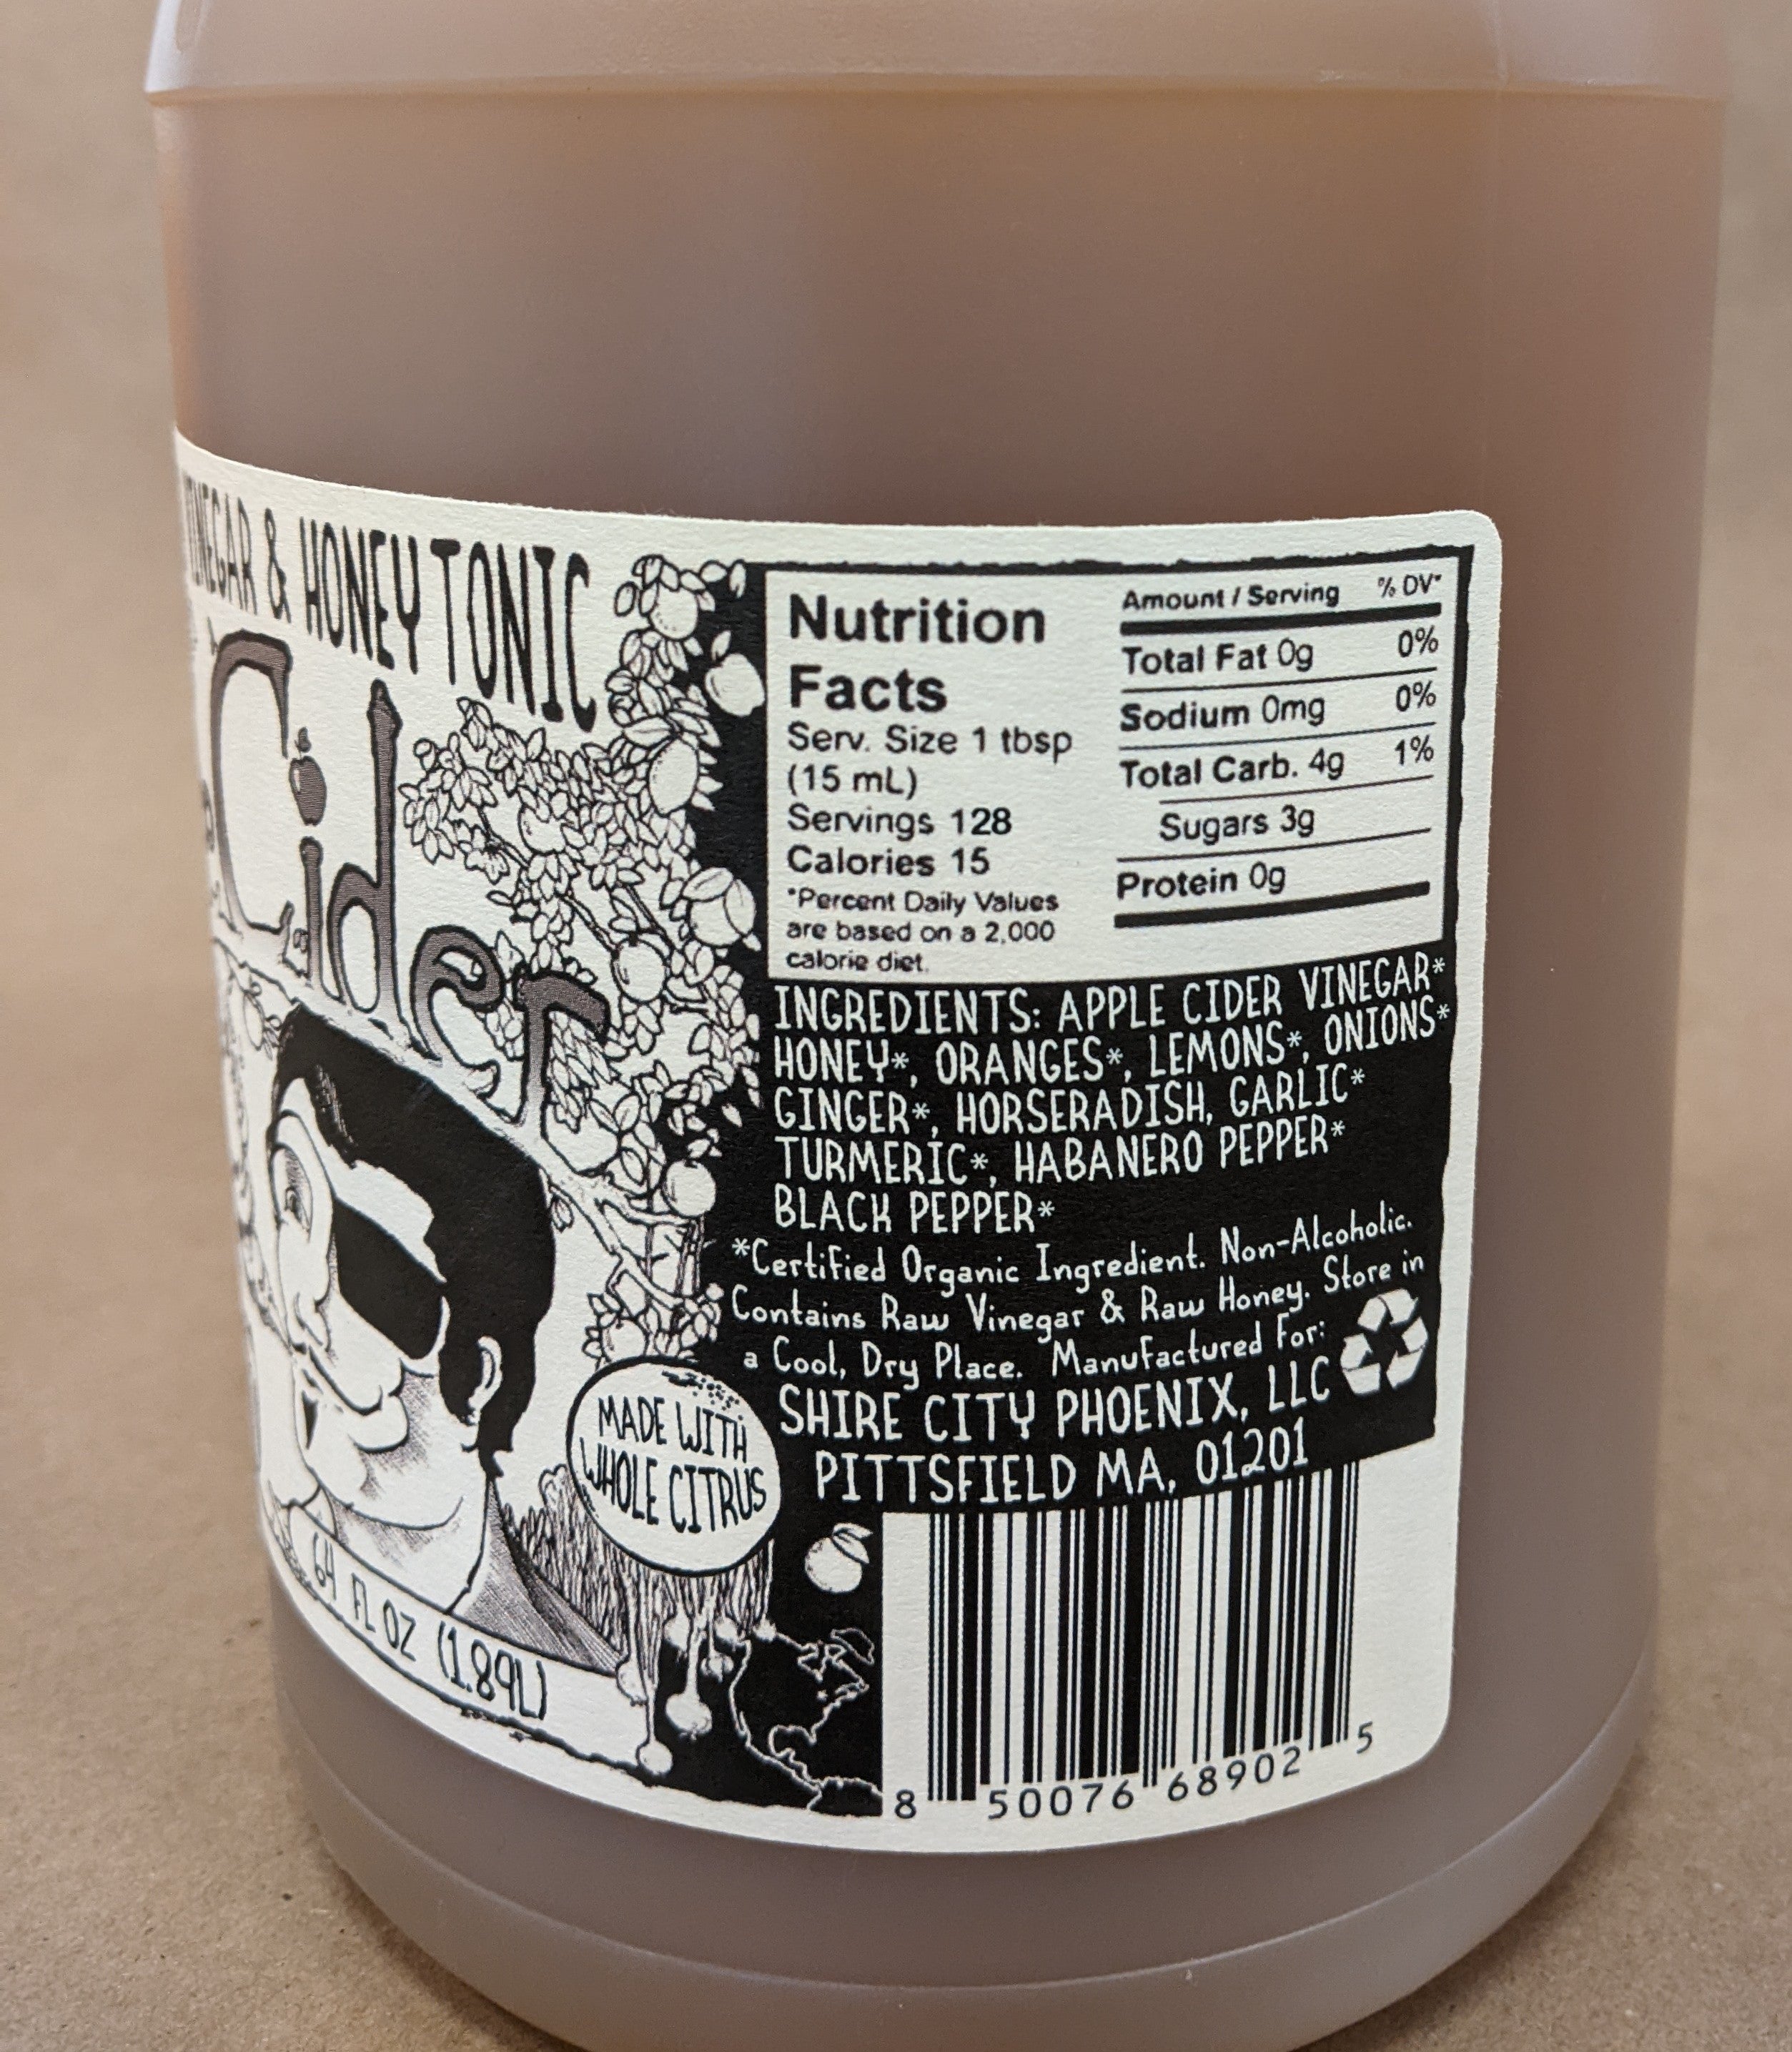 & HONEY TONIC
Cider
MADE WITH
WHOLE CITRUS
64 FL OZ (1.89L)
Nutrition
Facts
Serv. Size 1 tbsp
(15 mL)
Servings 128
Calories 15
*Percent Daily Values
are based on a 2,000
calorie diet.
Amount / Serving % DV*
Total Fat 0g 0%
Sodium 0mg 0%
Total Carb. 4g 1%
Sugars 3g
Protein 0g
INGREDIENTS: APPLE CIDER VINEGAR*
HONEY*, ORANGES*, LEMONS*, ONIONS*
GINGER*, HORSERADISH, GARLIC*
TURMERIC*, HABANERO PEPPER*
BLACK PEPPER*
*Certified Organic Ingredient. Non-Alcoholic.
Contains Raw Vinegar & Raw Honey. Store in
a Cool, Dry Place. Manufactured For:
SHIRE CITY PHOENIX, LLC
PITTSFIELD MA, 01201
8 50076 68902 5